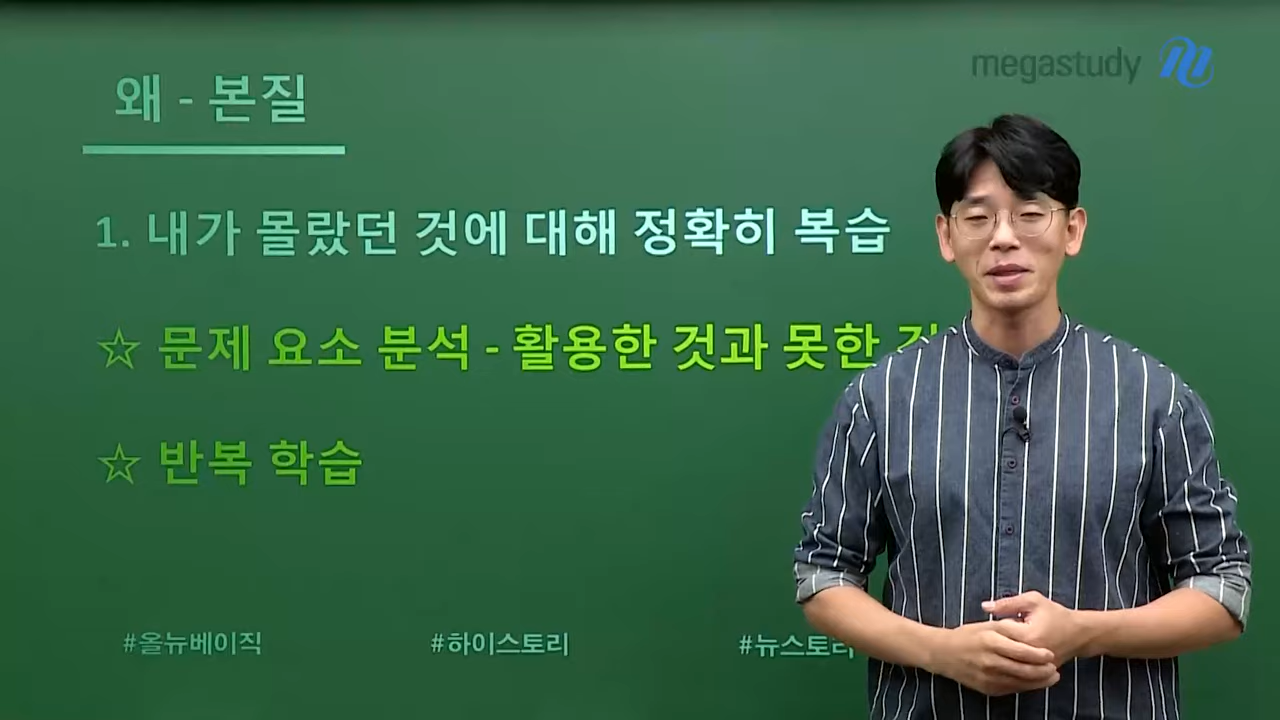 megastudy
왜 - 본질
1. 내가 몰랐던 것에 대해 정확히 복습
☆ 문제 요소 분석 - 활용한 것과 못한
☆ 반복 학습
#올뉴베이직
#하이스토리
#뉴스토리